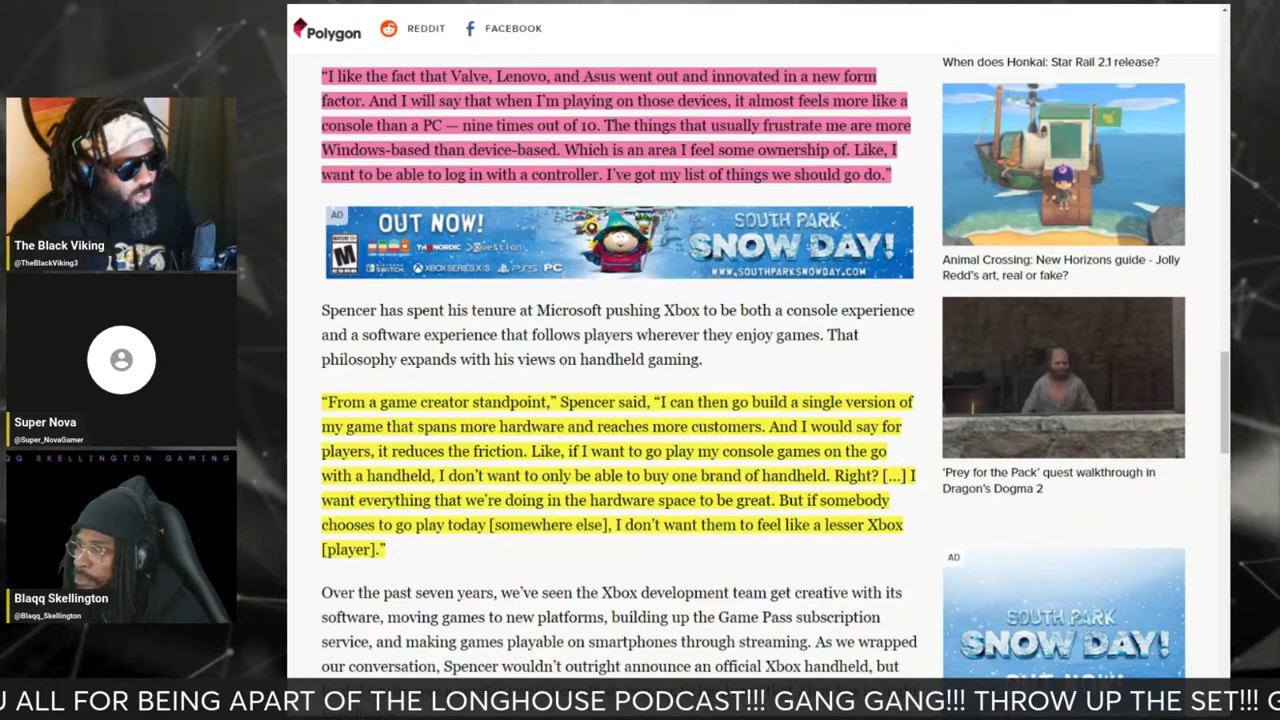 Polygon
REDDIT
FACEBOOK
“I like the fact that Valve, Lenovo, and Asus went out and innovated in a new form
factor. And I will say that when I’m playing on those devices, it almost feels more like a
console than a PC — nine times out of 10. The things that usually frustrate me are more
Windows-based than device-based. Which is an area I feel some ownership of. Like, I
want to be able to log in with a controller. I’ve got my list of things we should go do.”
AD
OUT NOW!
SOUTH PARK
SNOW DAY!
WWW.SOUTHPARKSNOWDAY.COM
M
ESRB
THQNORDIC
Question
SWITCH
XBOX SERIES X|S
PS5
PC
Spencer has spent his tenure at Microsoft pushing Xbox to be both a console experience
and a software experience that follows players wherever they enjoy games. That
philosophy expands with his views on handheld gaming.
“From a game creator standpoint,” Spencer said, “I can then go build a single version of
my game that spans more hardware and reaches more customers. And I would say for
players, it reduces the friction. Like, if I want to go play my console games on the go
with a handheld, I don’t want to only be able to buy one brand of handheld. Right? [...] I
want everything that we’re doing in the hardware space to be great. But if somebody
chooses to go play today [somewhere else], I don’t want them to feel like a lesser Xbox
[player].”
Over the past seven years, we’ve seen the Xbox development team get creative with its
software, moving games to new platforms, building up the Game Pass subscription
service, and making games playable on smartphones through streaming. As we wrapped
our conversation, Spencer wouldn’t outright announce an official Xbox handheld, but
When does Honkai: Star Rail 2.1 release?
Animal Crossing: New Horizons guide - Jolly
Redd’s art, real or fake?
‘Prey for the Pack’ quest walkthrough in
Dragon’s Dogma 2
AD
SOUTH PARK
SNOW DAY!
The Black Viking
@TheBlackViking3
Super Nova
@Super_NovaGamer
QQ SKELLINGTON GAMING
Blaqq Skellington
@Blaqq_Skellington
U ALL FOR BEING APART OF THE LONGHOUSE PODCAST!!! GANG GANG!!! THROW UP THE SET!!!